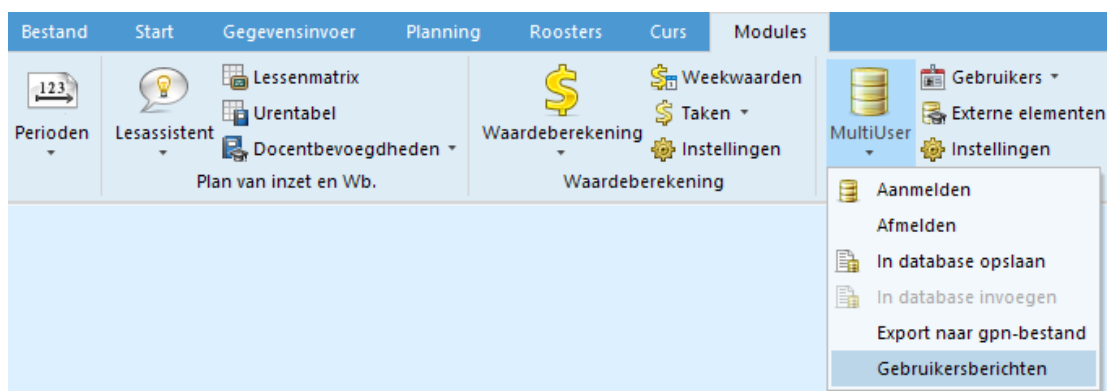 Bestand Start Gegevensinvoer Planning Roosters Curs Modules
123
Perioden
Lesassistent
Lessenmatrix
Urentabel
Docentbevoegdheden
Plan van inzet en Wb.
Waardeberekening
Weekwaarden
Taken
Instellingen
Waardeberekening
MultiUser
Gebruikers
Externe elementen
Instellingen
Aanmelden
Afmelden
In database opslaan
In database invoegen
Export naar gpn-bestand
Gebruikersberichten